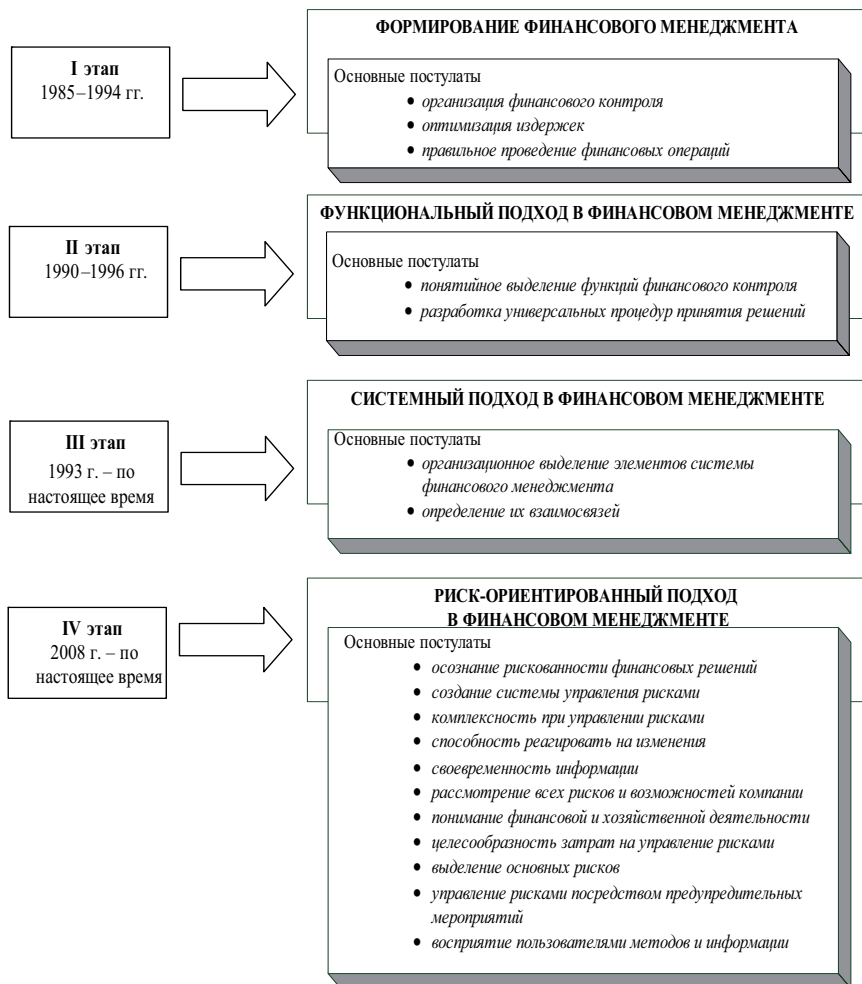 ФОРМИРОВАНИЕ ФИНАНСОВОГО МЕНЕДЖМЕНТА
I этап
1985–1994 гг.
Основные постулаты
• организация финансового контроля
• оптимизация издержек
• правильное проведение финансовых операций
ФУНКЦИОНАЛЬНЫЙ ПОДХОД В ФИНАНСОВОМ МЕНЕДЖМЕНТЕ
II этап
1990–1996 гг.
Основные постулаты
• понятийное выделение функций финансового контроля
• разработка универсальных процедур принятия решений
СИСТЕМНЫЙ ПОДХОД В ФИНАНСОВОМ МЕНЕДЖМЕНТЕ
III этап
1993 г. – по
настоящее время
Основные постулаты
• организационное выделение элементов системы
финансового менеджмента
• определение их взаимосвязей
РИСК-ОРИЕНТИРОВАННЫЙ ПОДХОД
В ФИНАНСОВОМ МЕНЕДЖМЕНТЕ
IV этап
2008 г. – по
настоящее время
Основные постулаты
• осознание рискованности финансовых решений
• создание системы управления рисками
• комплексность при управлении рисками
• способность реагировать на изменения
• своевременность информации
• рассмотрение всех рисков и возможностей компании
• понимание финансовой и хозяйственной деятельности
• целесообразность затрат на управление рисками
• выделение основных рисков
• управление рисками посредством предупредительных
мероприятий
• восприятие пользователями методов и информации